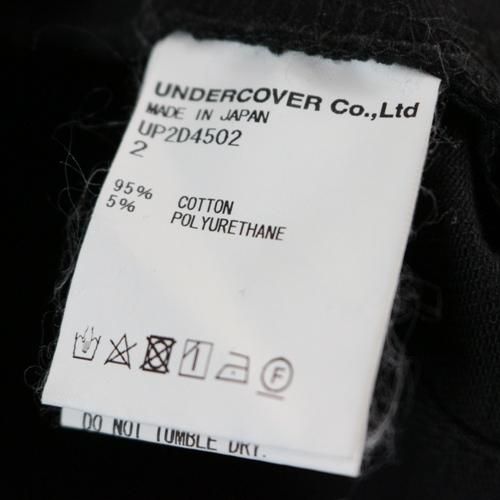 UNDERCOVER Co.,Ltd
MADE IN JAPAN
UP2D4502
2
95% COTTON
5% POLYURETHANE
F
DO NOT TUMBLE DRY.